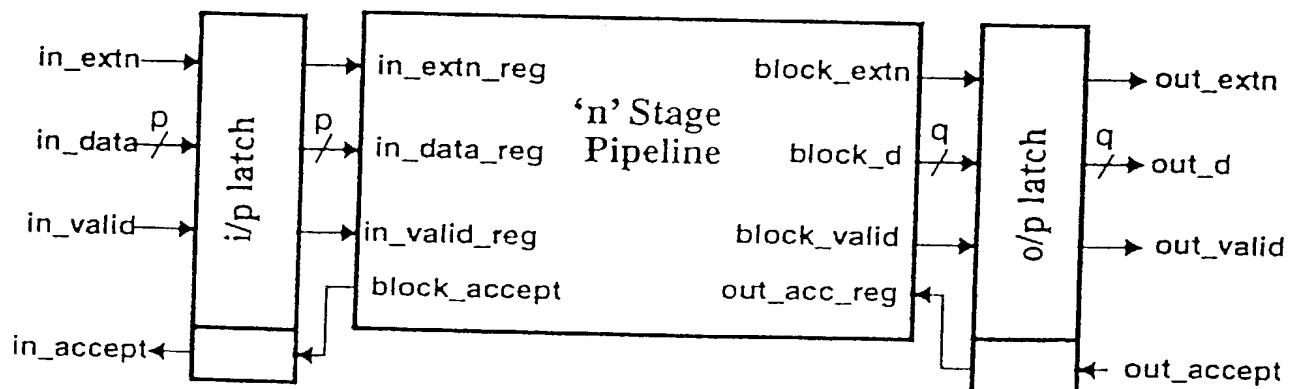 in_extn
in_data
p
in_valid
in_accept
i/p latch
p
in_extn_reg
in_data_reg
in_valid_reg
block_accept
‘n’ Stage
Pipeline
block_extn
block_d
block_valid
out_acc_reg
q
o/p latch
q
out_extn
out_d
out_valid
out_accept